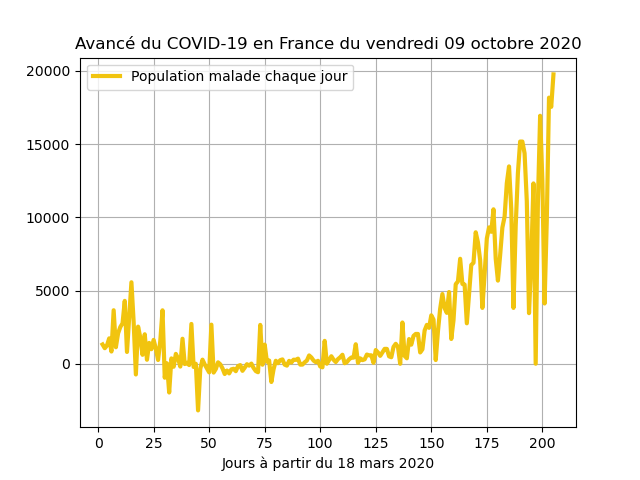 Avancé du COVID-19 en France du vendredi 09 octobre 2020
Population malade chaque jour
20000
15000
10000
5000
0
0 25 50 75 100 125 150 175 200
Jours à partir du 18 mars 2020